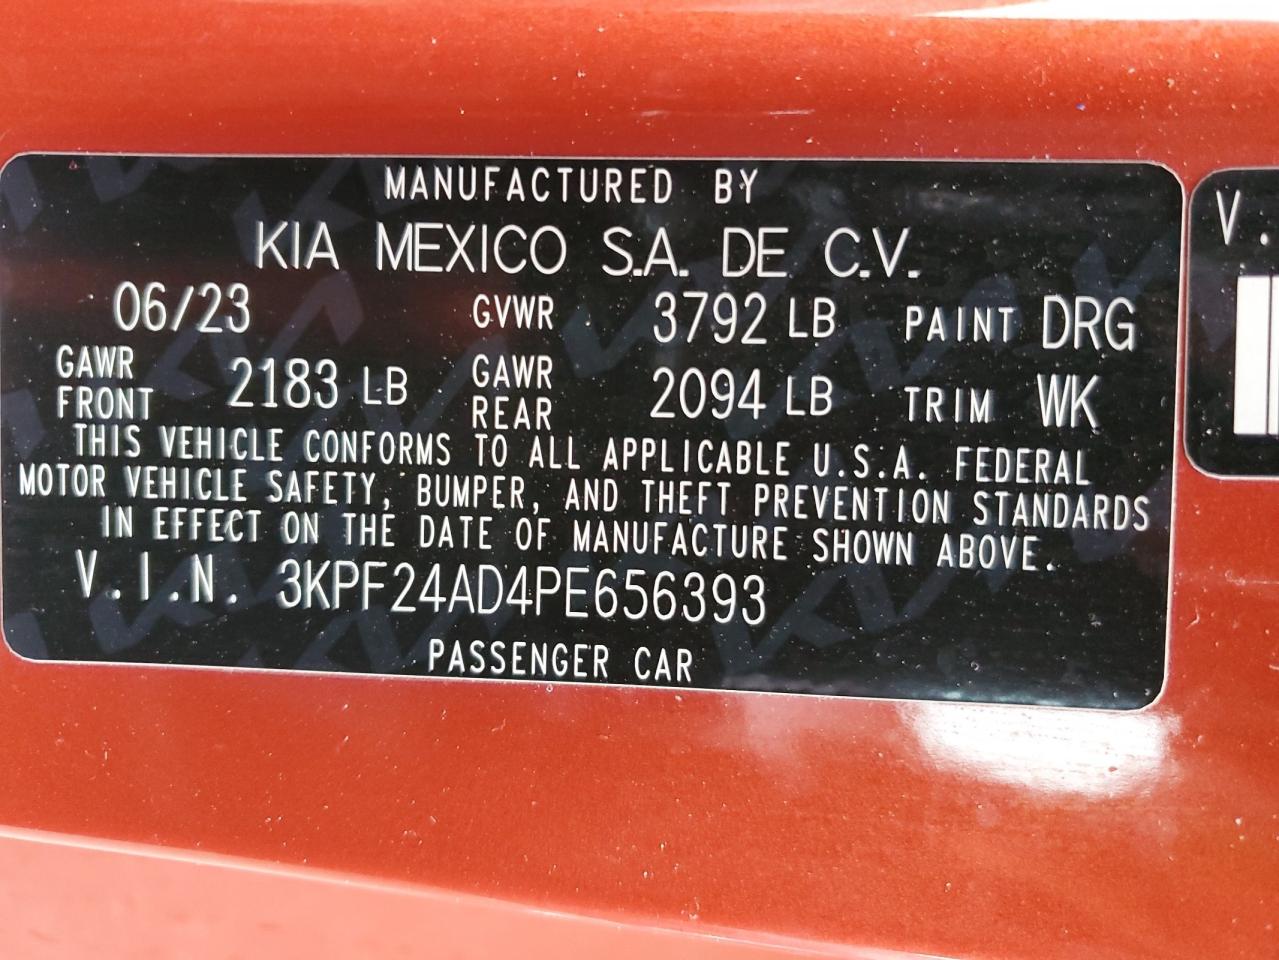 MANUFACTURED BY
KIA MEXICO S.A. DE C.V.
06/23 GVWR 3792 LB PAINT DRG
GAWR FRONT 2183 LB GAWR REAR 2094 LB TRIM WK
THIS VEHICLE CONFORMS TO ALL APPLICABLE U.S.A. FEDERAL
MOTOR VEHICLE SAFETY, BUMPER, AND THEFT PREVENTION STANDARDS
IN EFFECT ON THE DATE OF MANUFACTURE SHOWN ABOVE.
V.I.N. 3KPF24AD4PE656393
PASSENGER CAR
V.